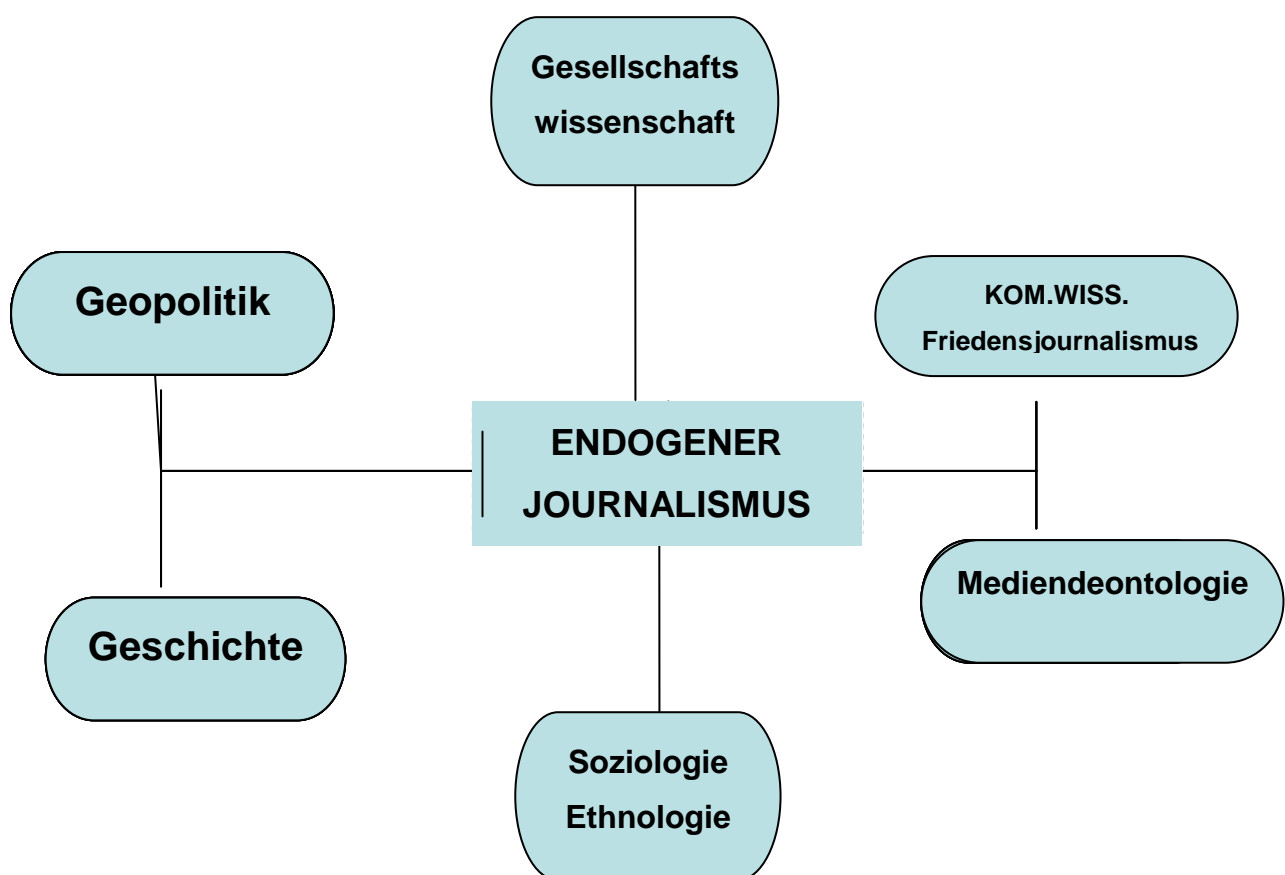 Gesellschafts
wissenschaft
Geopolitik
KOM.WISS.
Friedensjournalismus
ENDOGENER
JOURNALISMUS
Mediendeontologie
Geschichte
Soziologie
Ethnologie